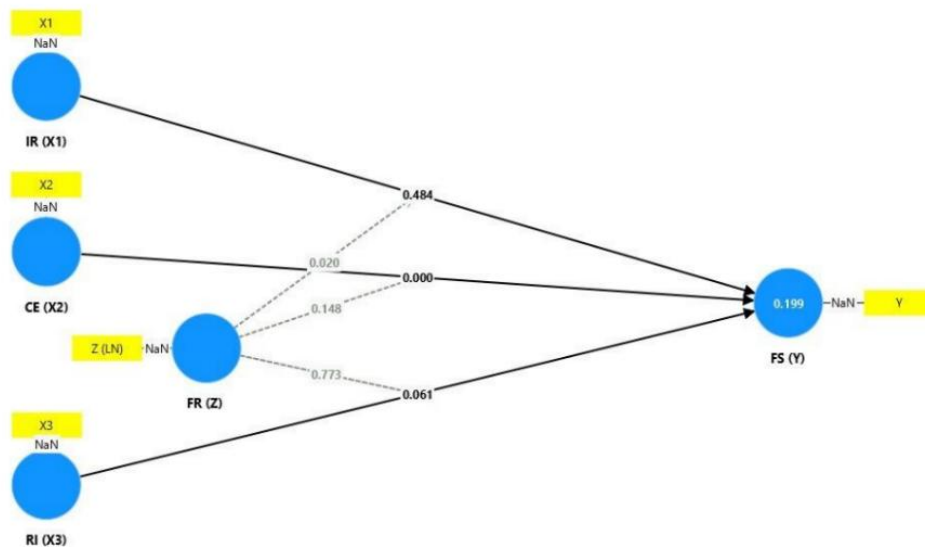 X1
NaN
IR (X1)
0.484
X2
NaN
CE (X2)
0.020
0.000
0.148
0.199
NaN
Y
FS (Y)
Z (LN)
NaN
FR (Z)
0.773
0.061
X3
NaN
RI (X3)